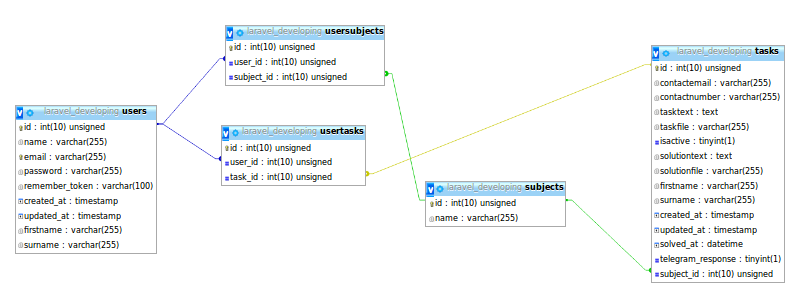 laravel_developing usersubjects
id : int(10) unsigned
user_id : int(10) unsigned
subject_id : int(10) unsigned
laravel_developing users
id : int(10) unsigned
name : varchar(255)
email : varchar(255)
password : varchar(255)
remember_token : varchar(100)
created_at : timestamp
updated_at : timestamp
firstname : varchar(255)
surname : varchar(255)
laravel_developing usertasks
id : int(10) unsigned
user_id : int(10) unsigned
task_id : int(10) unsigned
laravel_developing subjects
id : int(10) unsigned
name : varchar(255)
laravel_developing tasks
id : int(10) unsigned
contactemail : varchar(255)
contactnumber : varchar(255)
tasktext : text
taskfile : varchar(255)
isactive : tinyint(1)
solutiontext : text
solutionfile : varchar(255)
firstname : varchar(255)
surname : varchar(255)
created_at : timestamp
updated_at : timestamp
solved_at : datetime
telegram_response : tinyint(1)
subject_id : int(10) unsigned